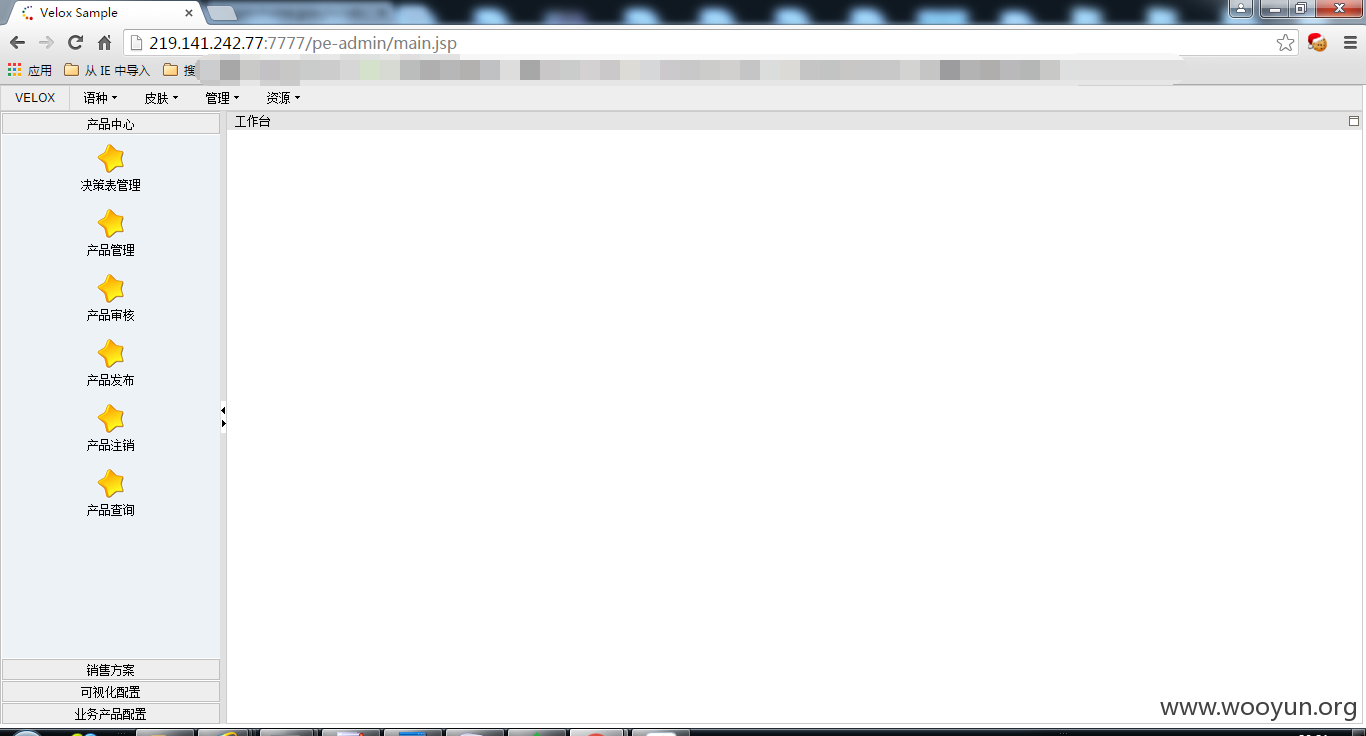 Velox Sample
219.141.242.77:7777/pe-admin/main.jsp
应用 从 IE 中导入 搜
VELOX 语种 皮肤 管理 资源
产品中心
工作台
决策表管理
产品管理
产品审核
产品发布
产品注销
产品查询
销售方案
可视化配置
业务产品配置
www.wooyun.org